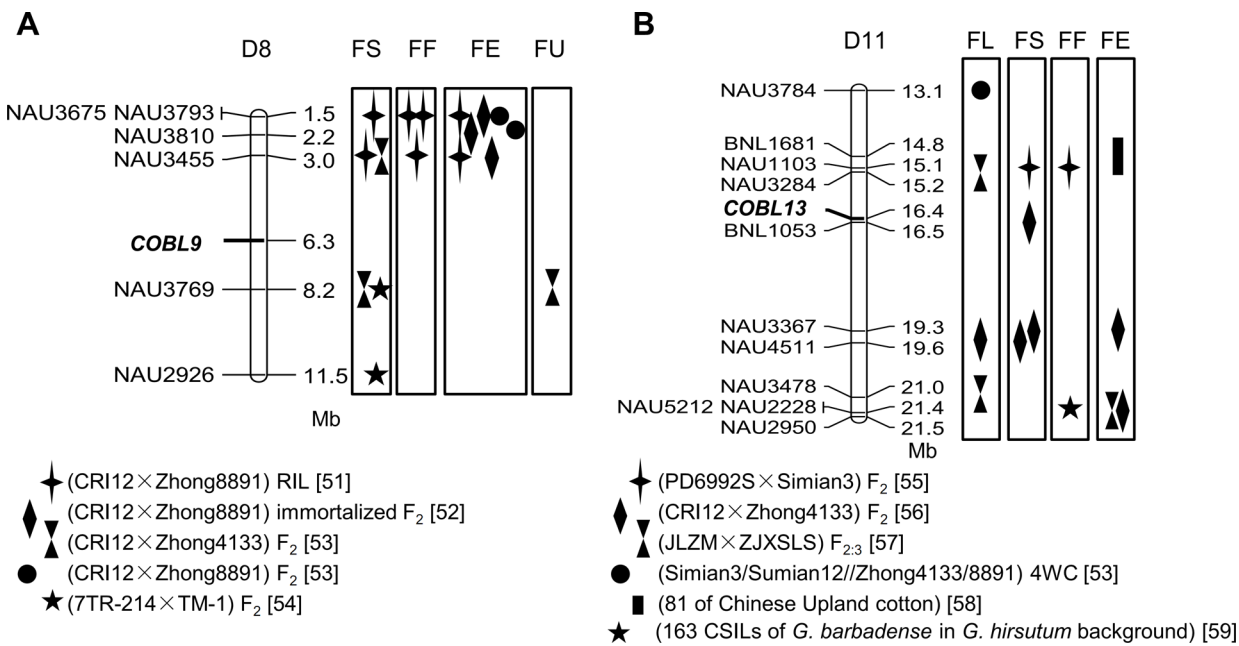 A
D8 FS FF FE FU
NAU3675 NAU3793 1.5
NAU3810 2.2
NAU3455 3.0
COBL9 6.3
NAU3769 8.2
NAU2926 11.5
Mb
(CRI12×Zhong8891) RIL [51]
(CRI12×Zhong8891) immortalized F2 [52]
(CRI12×Zhong4133) F2 [53]
(CRI12×Zhong8891) F2 [53]
(7TR-214×TM-1) F2 [54]
B
D11 FL FS FF FE
NAU3784 13.1
BNL1681 14.8
NAU1103 15.1
NAU3284 15.2
COBL13 16.4
BNL1053 16.5
NAU3367 19.3
NAU4511 19.6
NAU3478 21.0
NAU5212 NAU2228 21.4
NAU2950 21.5
Mb
(PD6992S×Simian3) F2 [55]
(CRI12×Zhong4133) F2 [56]
(JLZM×ZJXSLS) F2:3 [57]
(Simian3/Sumian12//Zhong4133/8891) 4WC [53]
(81 of Chinese Upland cotton) [58]
(163 CSILs of G. barbadense in G. hirsutum background) [59]